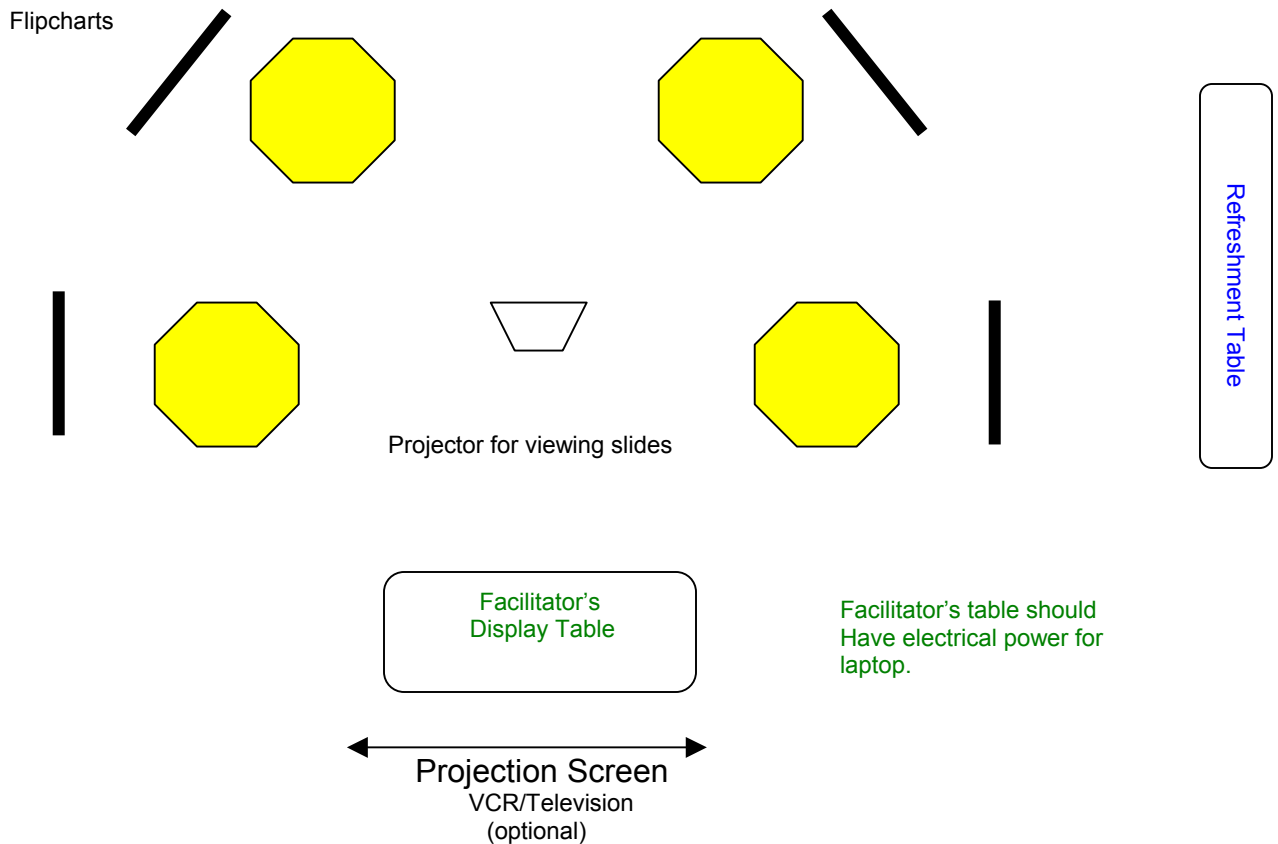 Flipcharts
Refreshment Table
Projector for viewing slides
Facilitator’s
Display Table
Facilitator’s table should
Have electrical power for
laptop.
Projection Screen
VCR/Television
(optional)